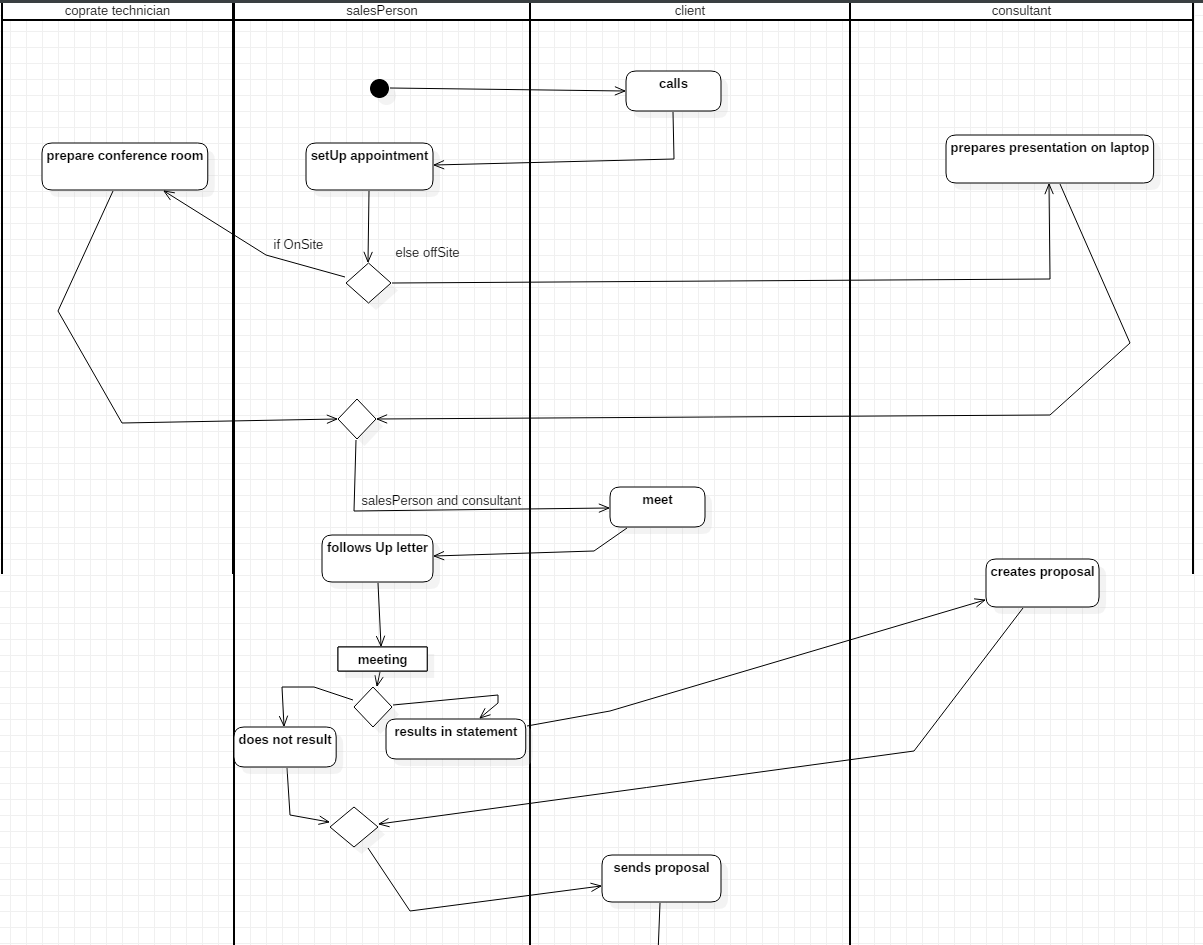 coprate technician
salesPerson
client
consultant
calls
prepare conference room
setUp appointment
prepares presentation on laptop
if OnSite
else offSite
salesPerson and consultant
meet
follows Up letter
creates proposal
meeting
does not result
results in statement
sends proposal